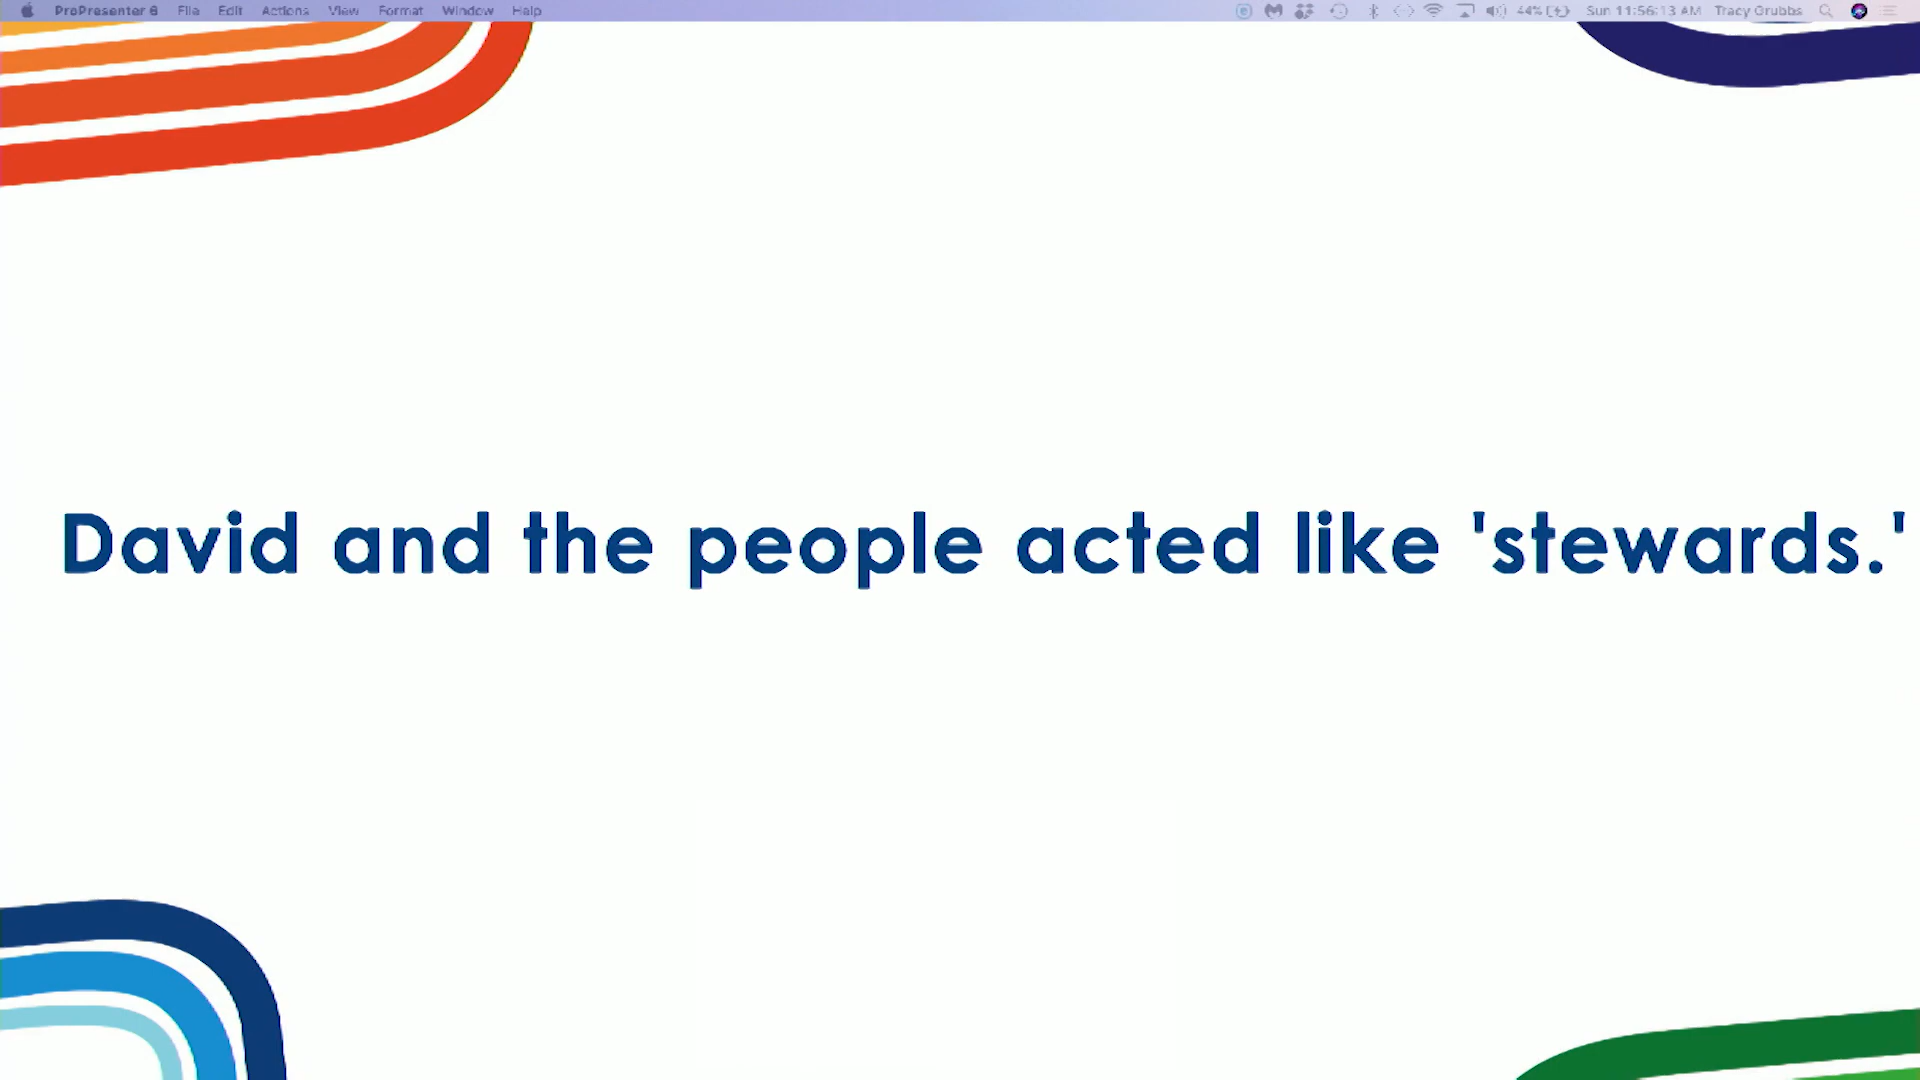 ProPresenter 6 File Edit Actions View Format Window Help 44% Sun 11:56:13 AM Tracy Grubbs
David and the people acted like 'stewards.'